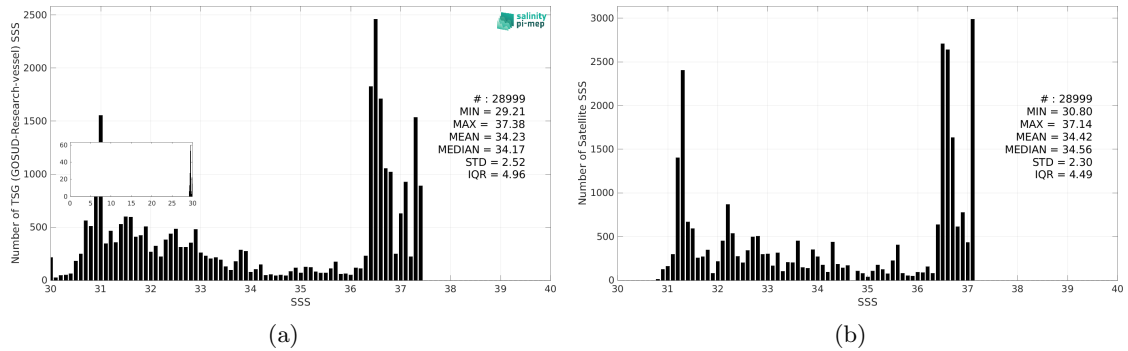 Number of TSG (GOSUD-Research-vessel) SSS
2500
2000
1500
1000
500
0
30 31 32 33 34 35 36 37 38 39 40
SSS
salinity
pi-mep
# : 28999
MIN = 29.21
MAX = 37.38
MEAN = 34.23
MEDIAN = 34.17
STD = 2.52
IQR = 4.96
60
40
20
0
0 5 10 15 20 25 30
(a)
Number of Satellite SSS
3000
2500
2000
1500
1000
500
0
30 31 32 33 34 35 36 37 38 39 40
SSS
# : 28999
MIN = 30.80
MAX = 37.14
MEAN = 34.42
MEDIAN = 34.56
STD = 2.30
IQR = 4.49
(b)